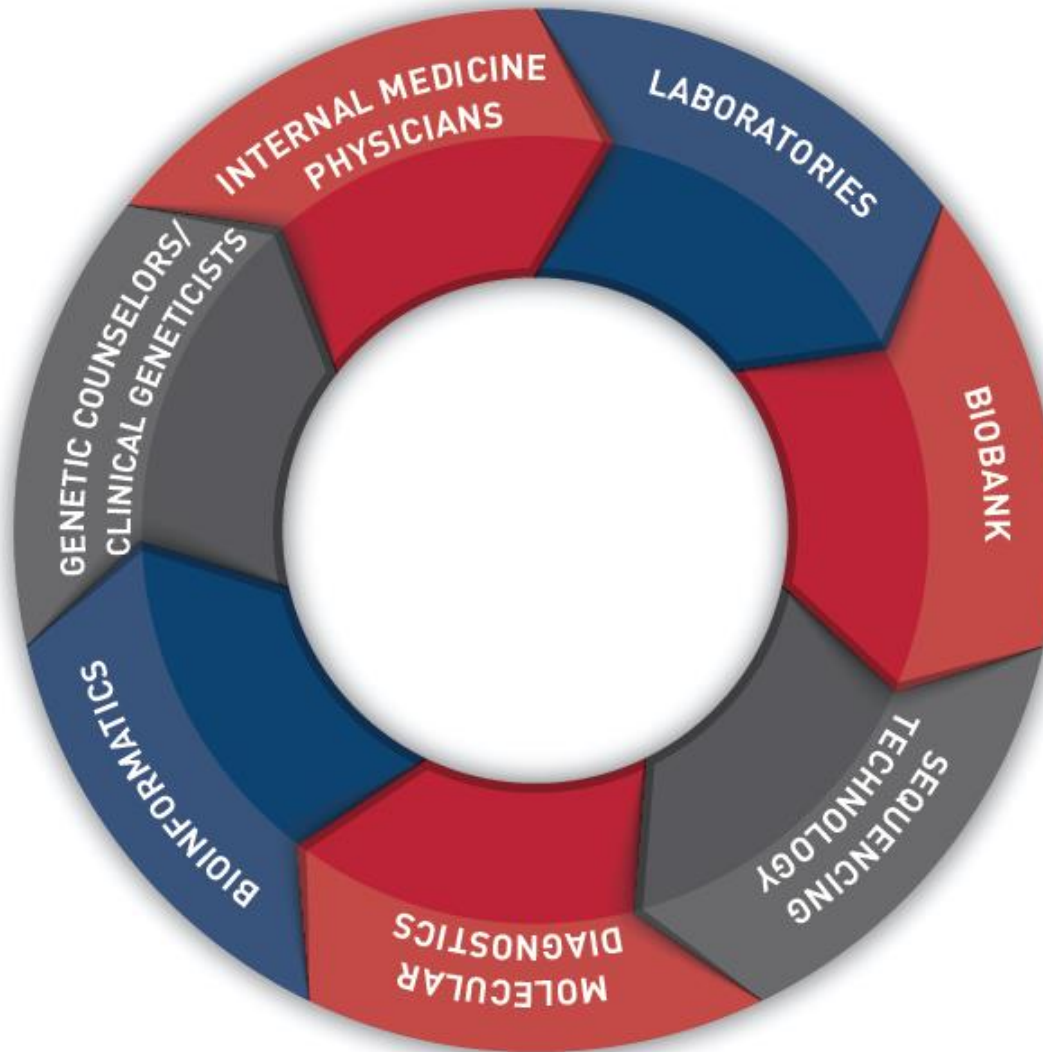 INTERNAL MEDICINE
PHYSICIANS
LABORATORIES
BIOBANK
SEQUENCING
TECHNOLOGY
MOLECULAR
DIAGNOSTICS
BIOINFORMATICS
GENETIC COUNSELORS/
CLINICAL GENETICISTS